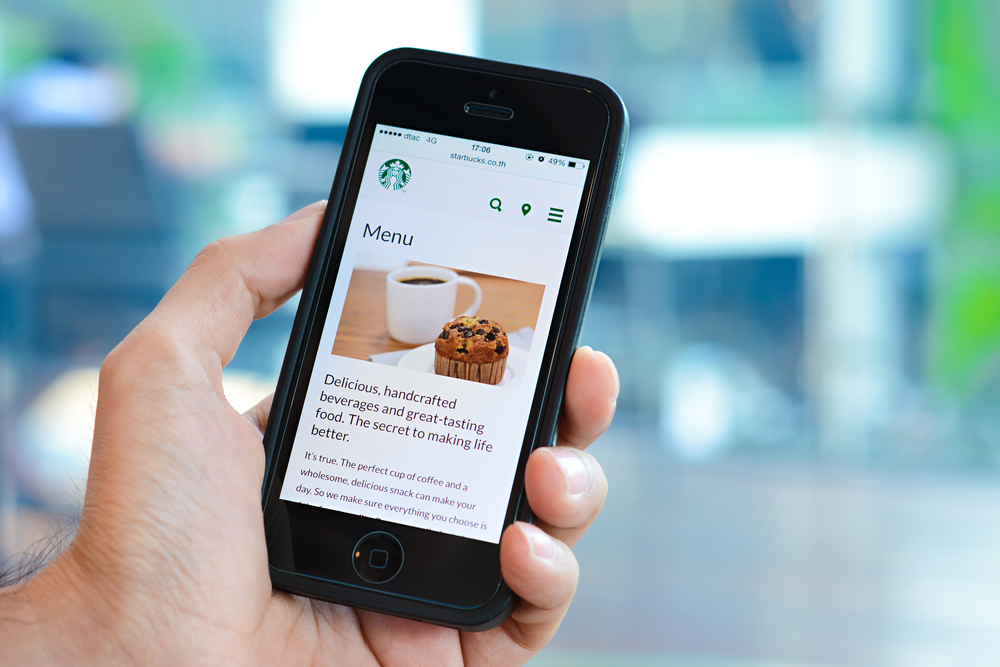 dtac 4G 17:06 49%
starbucks.co.th
Menu
Delicious, handcrafted
beverages and great-tasting
food. The secret to making life
better.
It's true. The perfect cup of coffee and a
wholesome, delicious snack can make your
day. So we make sure everything you choose is